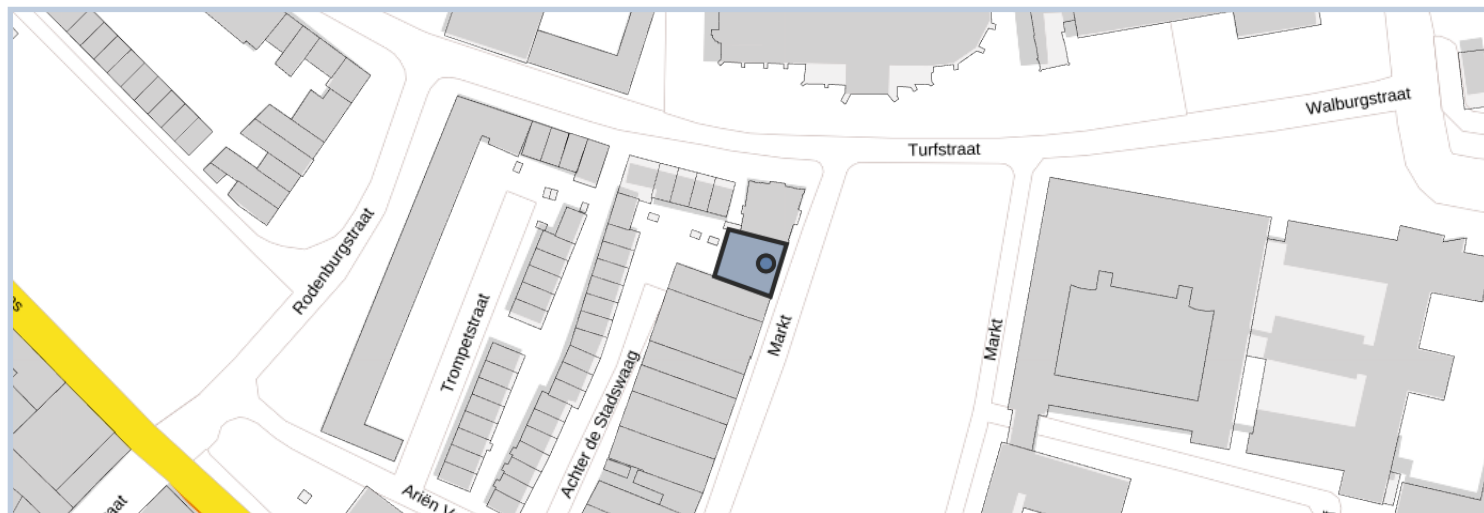 Walburgstraat
Turfstraat
Rodenburgstraat
Trompetstraat
Markt
Markt
Achter de Stadswaag
Ariën